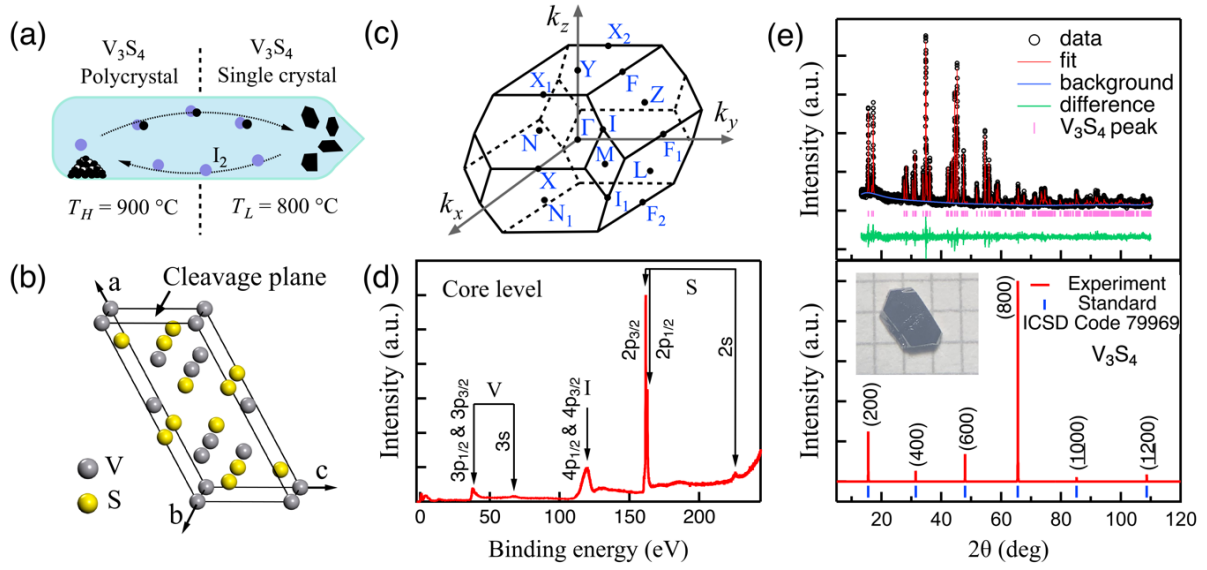 (a)
V3S4
Polycrystal
V3S4
Single crystal
I2
TH = 900 °C
TL = 800 °C
(b)
Cleavage plane
a
c
b
V
S
(c)
kz
ky
kx
X2
Y
F
X1
Z
Γ
I
N
M
F1
X
L
N1
I1
F2
(d)
Core level
S
V
I
3p1/2 & 3p3/2
3s
4p1/2 & 4p3/2
2p3/2
2p1/2
2s
Intensity (a.u.)
0
50
100
150
200
Binding energy (eV)
(e)
data
fit
background
difference
V3S4 peak
Intensity (a.u.)
Experiment
Standard
ICSD Code 79969
V3S4
(200)
(400)
(600)
(800)
(1000)
(1200)
Intensity (a.u.)
20
40
60
80
100
120
2θ (deg)